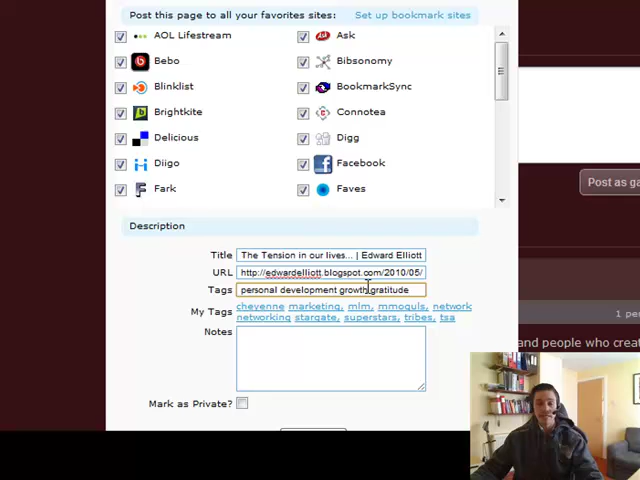 Post this page to all your favorite sites: Set up bookmark sites
AOL Lifestream Ask
Bebo Bibsonomy
Blinklist BookmarkSync
Brightkite Connotea
Delicious Digg
Diigo Facebook
Fark Faves
Post as ga
Description
Title The Tension in our lives... | Edward Elliott
URL http://edwardelliott.blogspot.com/2010/05/
Tags personal development growth gratitude
My Tags cheyenne marketing, mlm, mmoguls, network
networking stargate, superstars, tribes, tsa
1 per
Notes
and people who creat
Mark as Private?